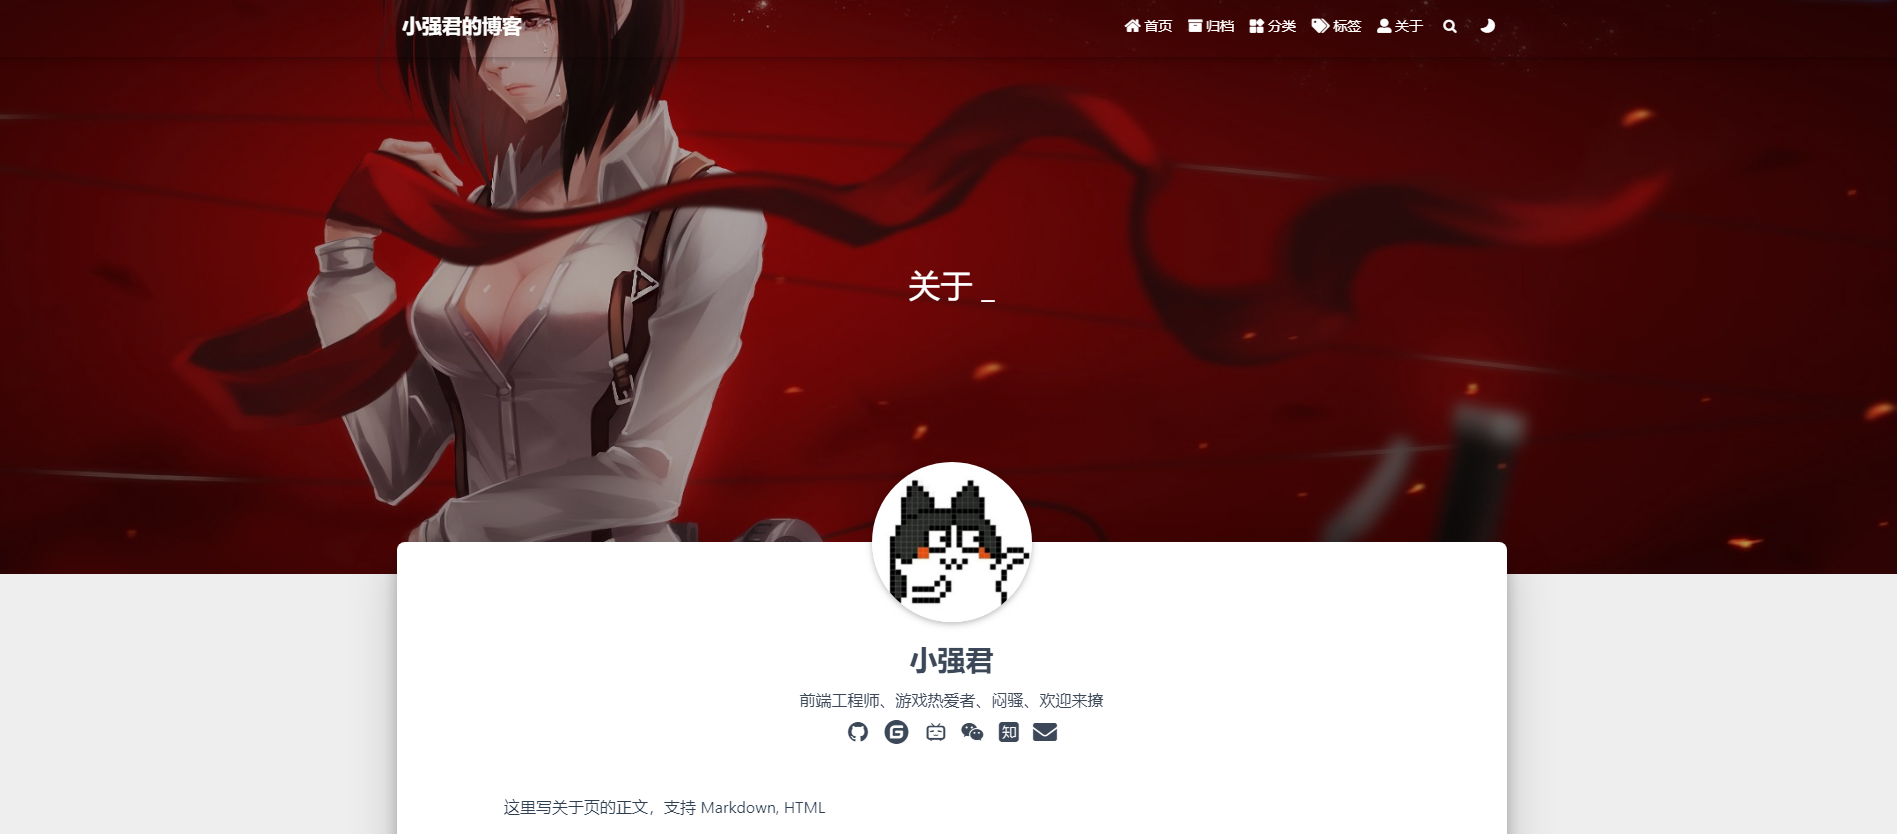 小强君的博客
首页 归档 分类 标签 关于
关于 _
小强君
前端工程师、游戏热爱者、闷骚、欢迎来撩
知
这里写关于页的正文，支持 Markdown, HTML